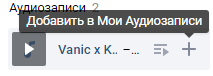 Аудиозаписи 2
Добавить в Мои Аудиозаписи
Vanic x K.. –...